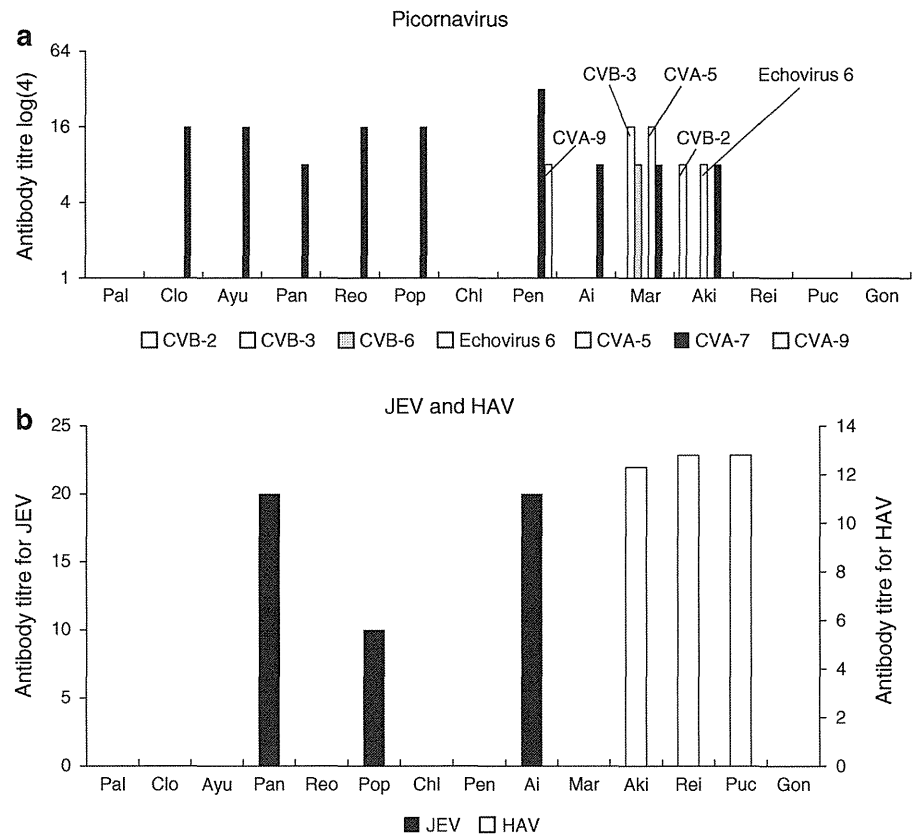 Picornavirus
a
Antibody titre log(4)
64
16
4
1
CVB-3
CVA-5
Echovirus 6
CVA-9
CVB-2
Pal Clo Ayu Pan Reo Pop Chl Pen Ai Mar Aki Rei Puc Gon
CVB-2 CVB-3 CVB-6 Echovirus 6 CVA-5 CVA-7 CVA-9
b
JEV and HAV
Antibody titre for JEV
25
20
15
10
5
0
14
12
10
8
6
4
2
0
Antibody titre for HAV
Pal Clo Ayu Pan Reo Pop Chl Pen Ai Mar Aki Rei Puc Gon
JEV HAV